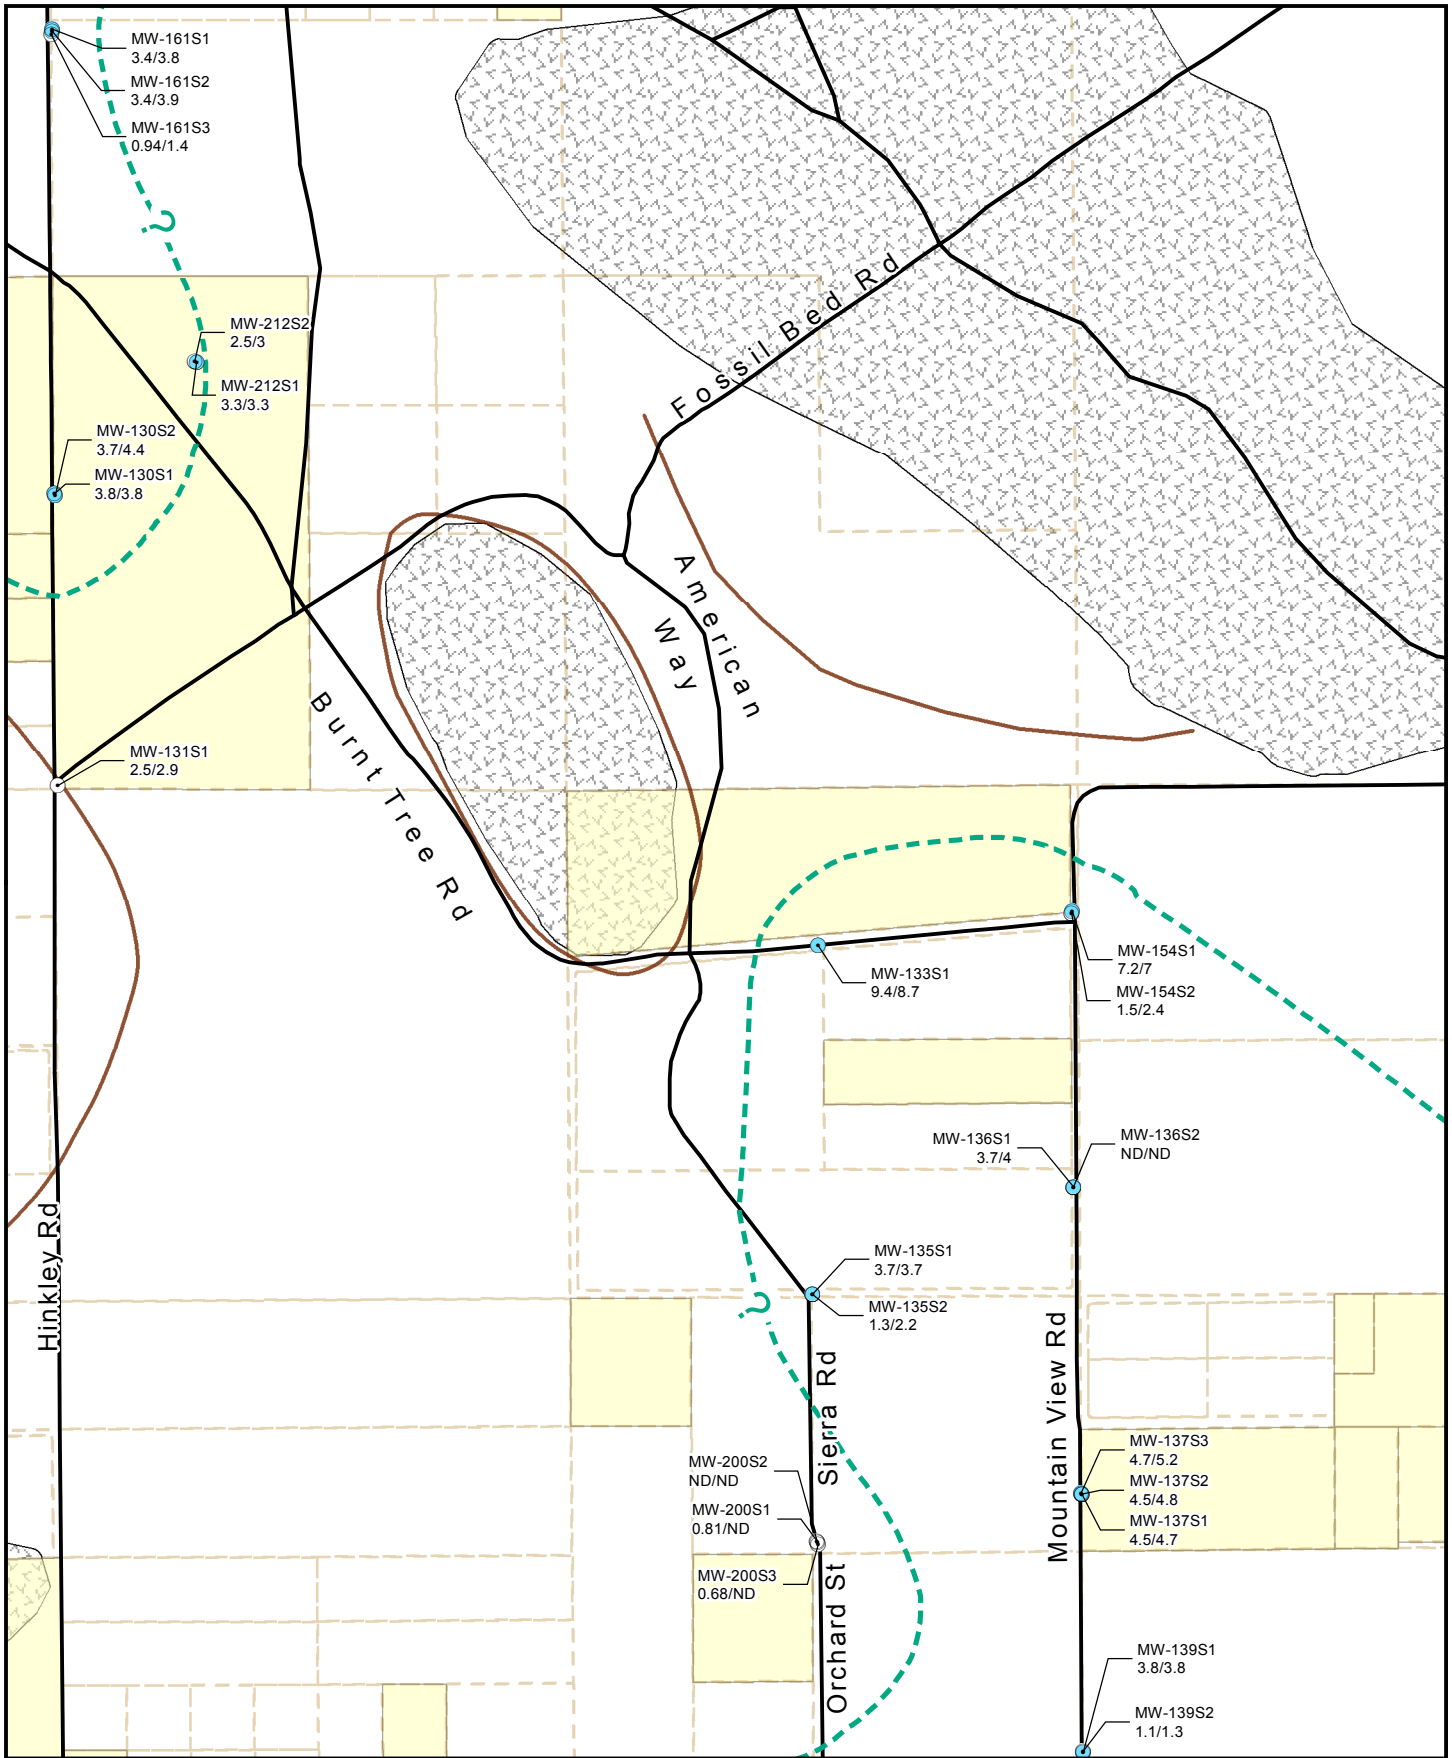 MW-161S1
3.4/3.8
MW-161S2
3.4/3.9
MW-161S3
0.94/1.4
?
MW-212S2
2.5/3
MW-212S1
3.3/3.3
Fossil Bed Rd
MW-130S2
3.7/4.4
MW-130S1
3.8/3.8
American
Way
Burnt Tree Rd
MW-131S1
2.5/2.9
MW-133S1
9.4/8.7
MW-154S1
7.2/7
MW-154S2
1.5/2.4
MW-136S1
3.7/4
MW-136S2
ND/ND
Hinkley Rd
MW-135S1
3.7/3.7
?
MW-135S2
1.3/2.2
Sierra Rd
Mountain View Rd
MW-137S3
4.7/5.2
MW-137S2
4.5/4.8
MW-137S1
4.5/4.7
MW-200S2
ND/ND
MW-200S1
0.81/ND
MW-200S3
0.68/ND
Orchard St
MW-139S1
3.8/3.8
MW-139S2
1.1/1.3